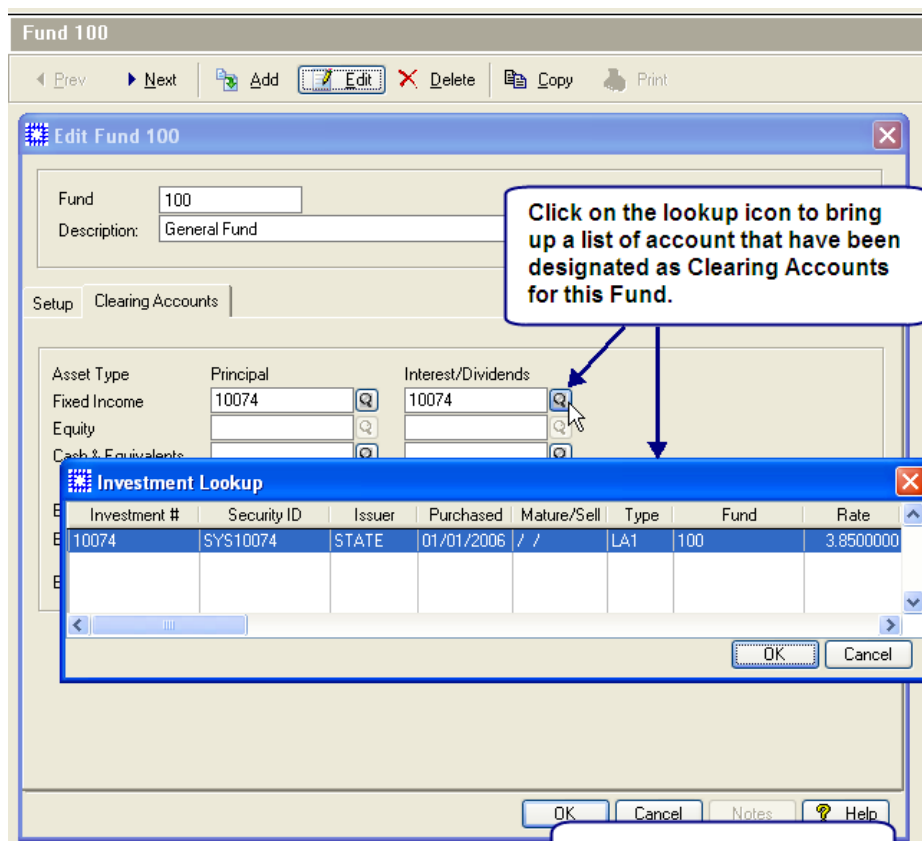 Fund 100
Prev Next Add Edit Delete Copy Print
Edit Fund 100
Fund 100
Description: General Fund
Click on the lookup icon to bring
up a list of account that have been
designated as Clearing Accounts
for this Fund.
Setup Clearing Accounts
Asset Type Principal Interest/Dividends
Fixed Income 10074 10074
Equity
Cash & Equivalents
Investment Lookup
Investment # Security ID Issuer Purchased Mature/Sell Type Fund Rate
10074 SYS10074 STATE 01/01/2006 / / LA1 100 3.8500000
OK Cancel
OK Cancel Notes Help